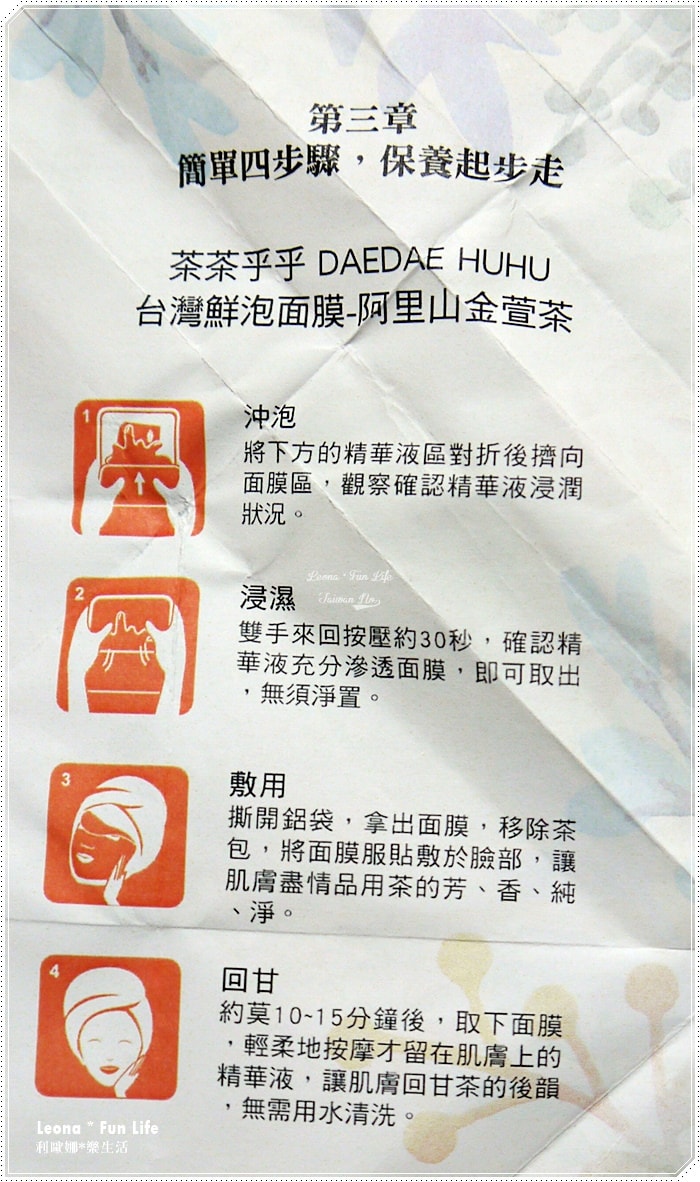 第三章
簡單四步驟，保養起步走
茶茶乎乎 DAEDAE HUHU
台灣鮮泡面膜-阿里山金萱茶
1
沖泡
將下方的精華液區對折後擠向
面膜區，觀察確認精華液浸潤
狀況。
Leona * Fun Life
2
浸濕
雙手來回按壓約30秒，確認精
華液充分滲透面膜，即可取出
，無須淨置。
3
敷用
撕開鋁袋，拿出面膜，移除茶
包，將面膜服貼敷於臉部，讓
肌膚盡情品用茶的芳、香、純
、淨。
4
回甘
約莫10~15分鐘後，取下面膜
，輕柔地按摩才留在肌膚上的
精華液，讓肌膚回甘茶的後韻
，無需用水清洗。
Leona * Fun Life
利歐娜*樂生活